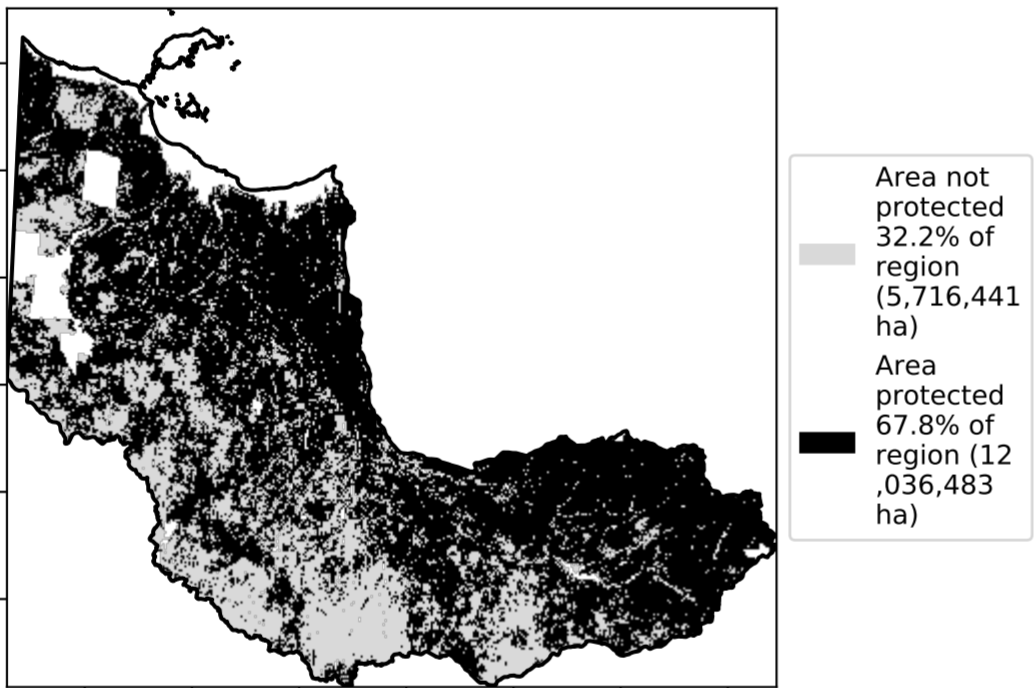 Area not
protected
32.2% of
region
(5,716,441
ha)
Area
protected
67.8% of
region (12
,036,483
ha)